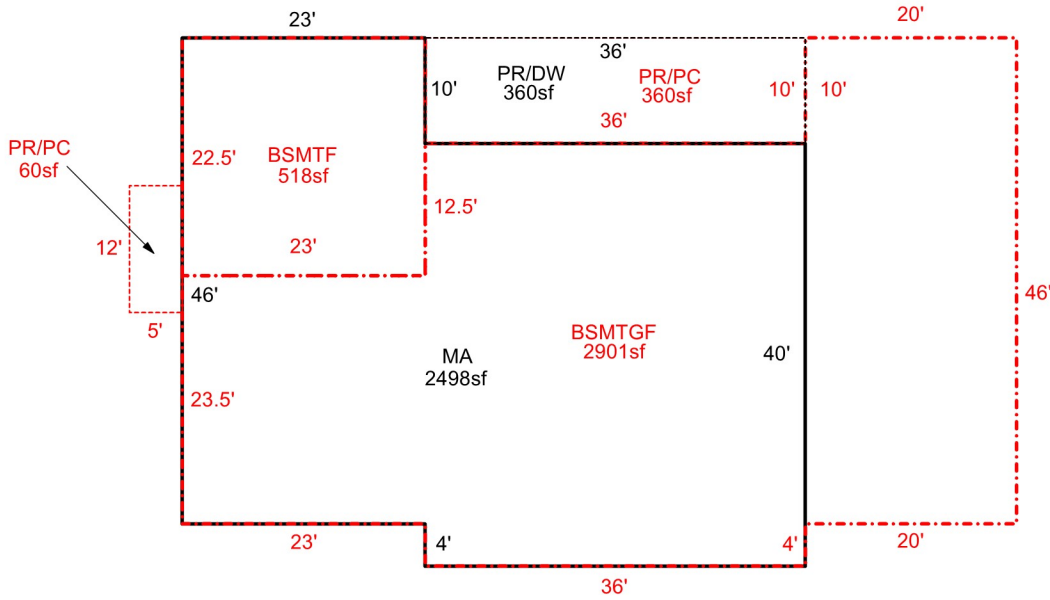 20'
23'
36'
PR/DW
360sf
PR/PC
360sf
10'
10'
10'
36'
PR/PC
60sf
22.5'
BSMTF
518sf
12.5'
12'
23'
46'
46'
5'
BSMTGF
2901sf
MA
2498sf
40'
23.5'
23'
4'
4'
20'
36'